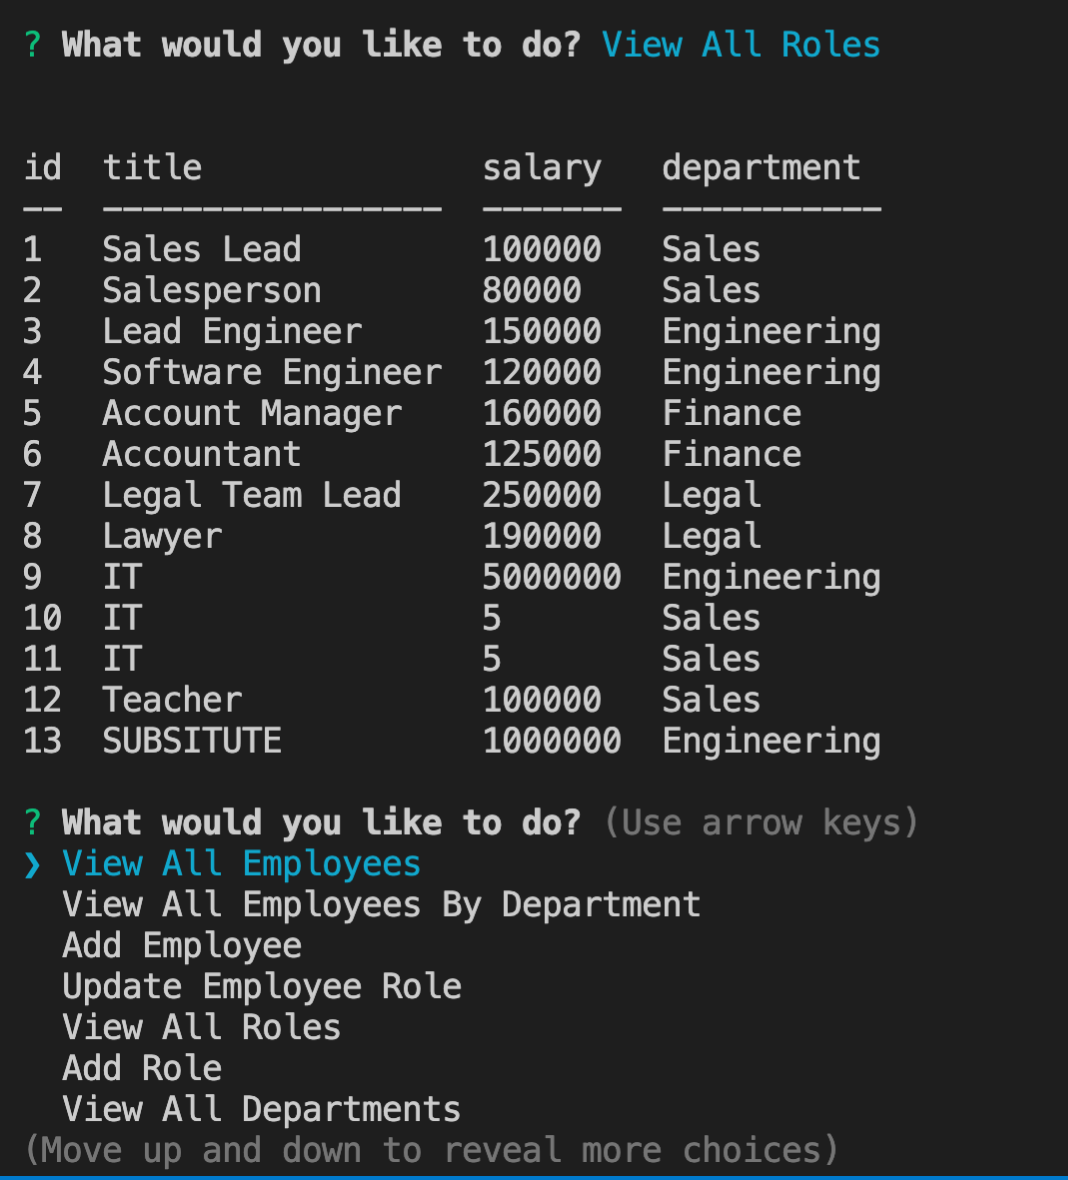 ? What would you like to do? View All Roles
id  title              salary   department
--  -----------------  -------  -----------
1   Sales Lead         100000   Sales
2   Salesperson        80000    Sales
3   Lead Engineer      150000   Engineering
4   Software Engineer  120000   Engineering
5   Account Manager    160000   Finance
6   Accountant         125000   Finance
7   Legal Team Lead    250000   Legal
8   Lawyer             190000   Legal
9   IT                 5000000  Engineering
10  IT                 5        Sales
11  IT                 5        Sales
12  Teacher            100000   Sales
13  SUBSITUTE          1000000  Engineering
? What would you like to do? (Use arrow keys)
❯ View All Employees
  View All Employees By Department
  Add Employee
  Update Employee Role
  View All Roles
  Add Role
  View All Departments
(Move up and down to reveal more choices)